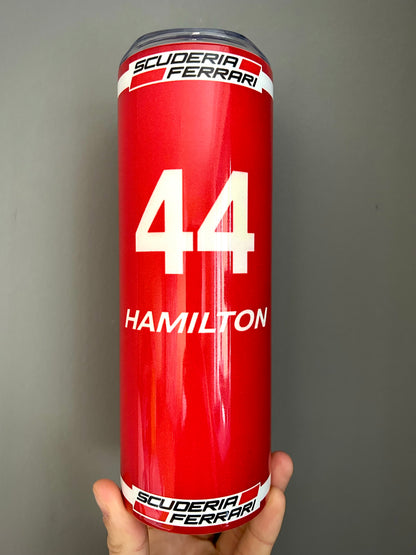 SCUDERIA
FERRARI
44
HAMILTON
SCUDERIA
FERRARI